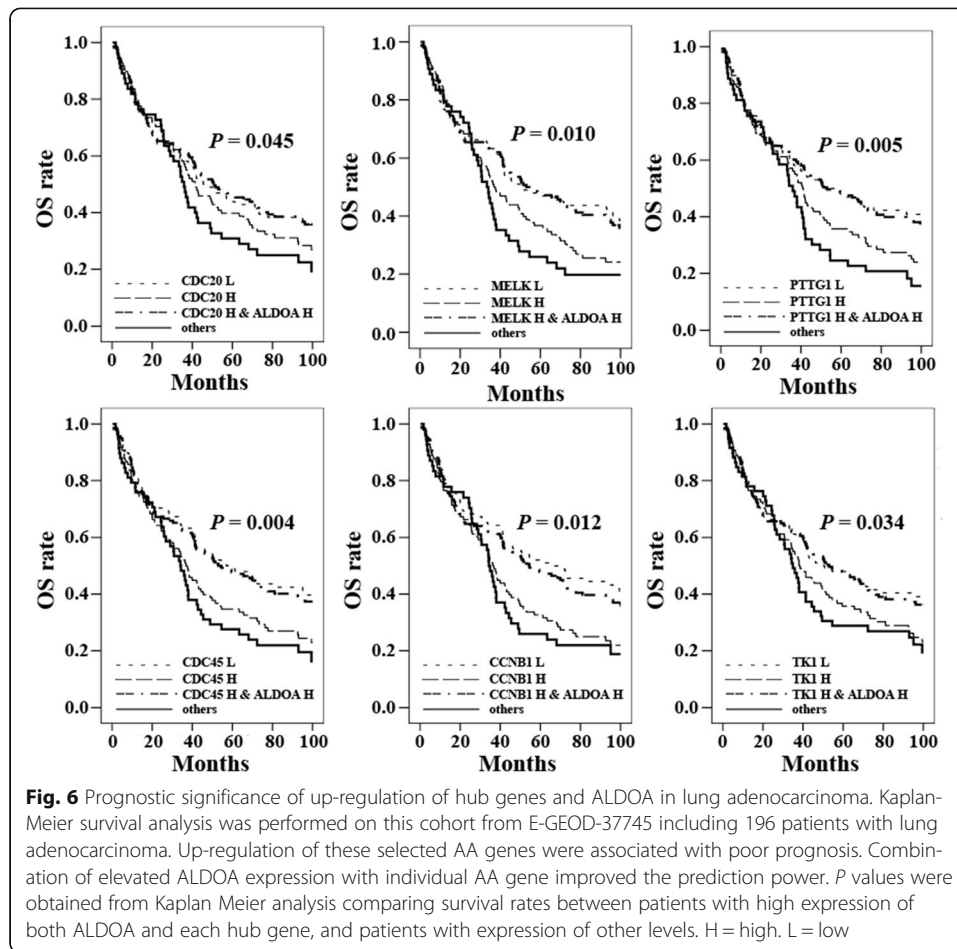 1.0
0.8
0.6
0.4
0.2
0.0
OS rate
P = 0.045
CDC20 L
CDC20 H
CDC20 H & ALDOA H
others
0 20 40 60 80 100
Months
1.0
0.8
0.6
0.4
0.2
0.0
OS rate
P = 0.010
MELK L
MELK H
MELK H & ALDOA H
others
0 20 40 60 80 100
Months
1.0
0.8
0.6
0.4
0.2
0.0
OS rate
P = 0.005
PTTG1 L
PTTG1 H
PTTG1 H & ALDOA H
others
0 20 40 60 80 100
Months
1.0
0.8
0.6
0.4
0.2
0.0
OS rate
P = 0.004
CDC45 L
CDC45 H
CDC45 H & ALDOA H
others
0 20 40 60 80 100
Months
1.0
0.8
0.6
0.4
0.2
0.0
OS rate
P = 0.012
CCNB1 L
CCNB1 H
CCNB1 H & ALDOA H
others
0 20 40 60 80 100
Months
1.0
0.8
0.6
0.4
0.2
0.0
OS rate
P = 0.034
TK1 L
TK1 H
TK1 H & ALDOA H
others
0 20 40 60 80 100
Months
Fig. 6 Prognostic significance of up-regulation of hub genes and ALDOA in lung adenocarcinoma. Kaplan-
Meier survival analysis was performed on this cohort from E-GEOD-37745 including 196 patients with lung
adenocarcinoma. Up-regulation of these selected AA genes were associated with poor prognosis. Combin-
ation of elevated ALDOA expression with individual AA gene improved the prediction power. P values were
obtained from Kaplan Meier analysis comparing survival rates between patients with high expression of
both ALDOA and each hub gene, and patients with expression of other levels. H = high. L = low